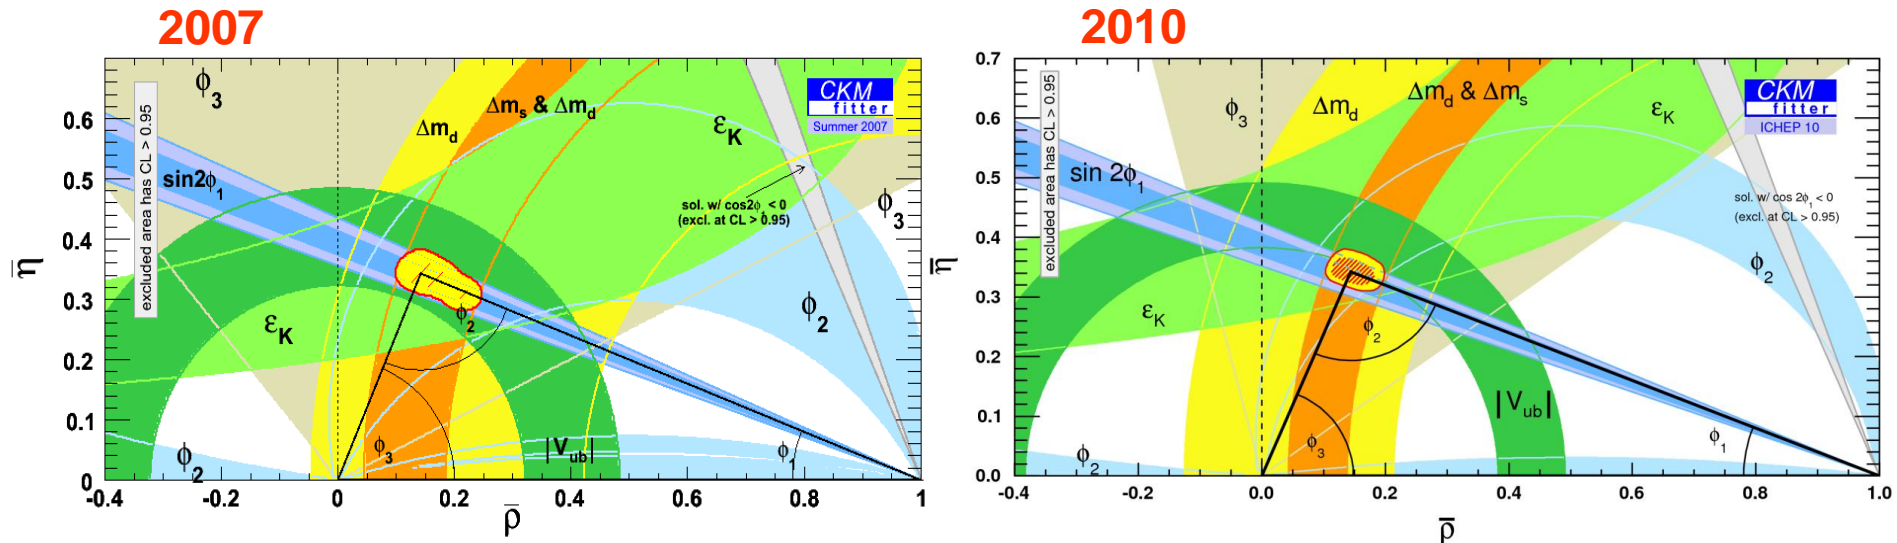 2007
0.6
0.5
0.4
0.3
0.2
0.1
0
-0.4
-0.2
0
0.2
0.4
0.6
0.8
1
η̅
ρ̅
excluded area has CL > 0.95
ϕ3
Δmd
Δms & Δmd
εK
CKM
fitter
Summer 2007
sin2ϕ1
sol. w/ cos2ϕ1 < 0
(excl. at CL > 0.95)
ϕ3
ϕ2
ϕ2
εK
ϕ3
|Vub|
ϕ1
ϕ2
2010
0.7
0.6
0.5
0.4
0.3
0.2
0.1
0.0
-0.4
-0.2
0.0
0.2
0.4
0.6
0.8
1.0
η̅
ρ̅
excluded area has CL > 0.95
ϕ3
Δmd
Δmd & Δms
εK
CKM
fitter
ICHEP 10
sin 2ϕ1
sol. w/ cos 2ϕ1 < 0
(excl. at CL > 0.95)
ϕ2
εK
ϕ2
|Vub|
ϕ3
ϕ1
ϕ2